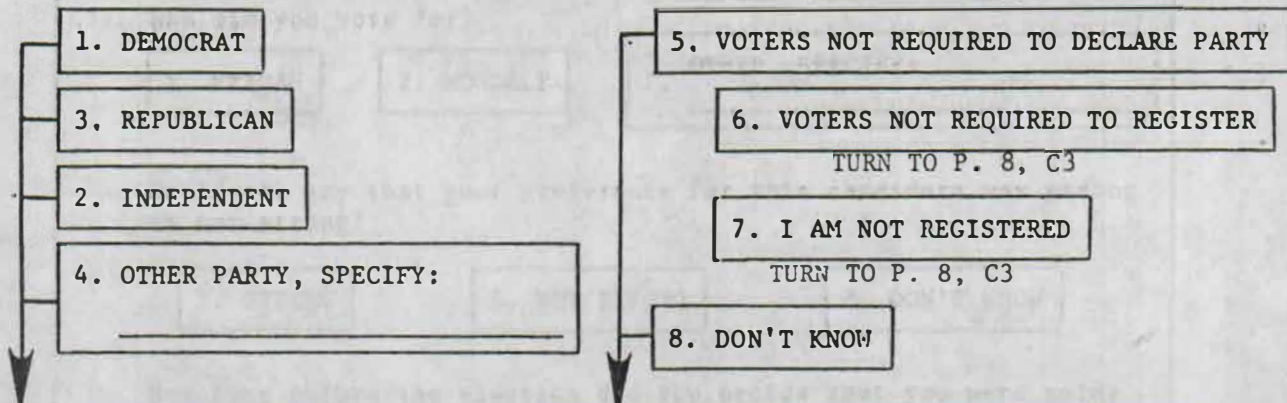 1. DEMOCRAT
3. REPUBLICAN
2. INDEPENDENT
4. OTHER PARTY, SPECIFY:
5. VOTERS NOT REQUIRED TO DECLARE PARTY
6. VOTERS NOT REQUIRED TO REGISTER
TURN TO P. 8, C3
7. I AM NOT REGISTERED
TURN TO P. 8, C3
8. DON'T KNOW